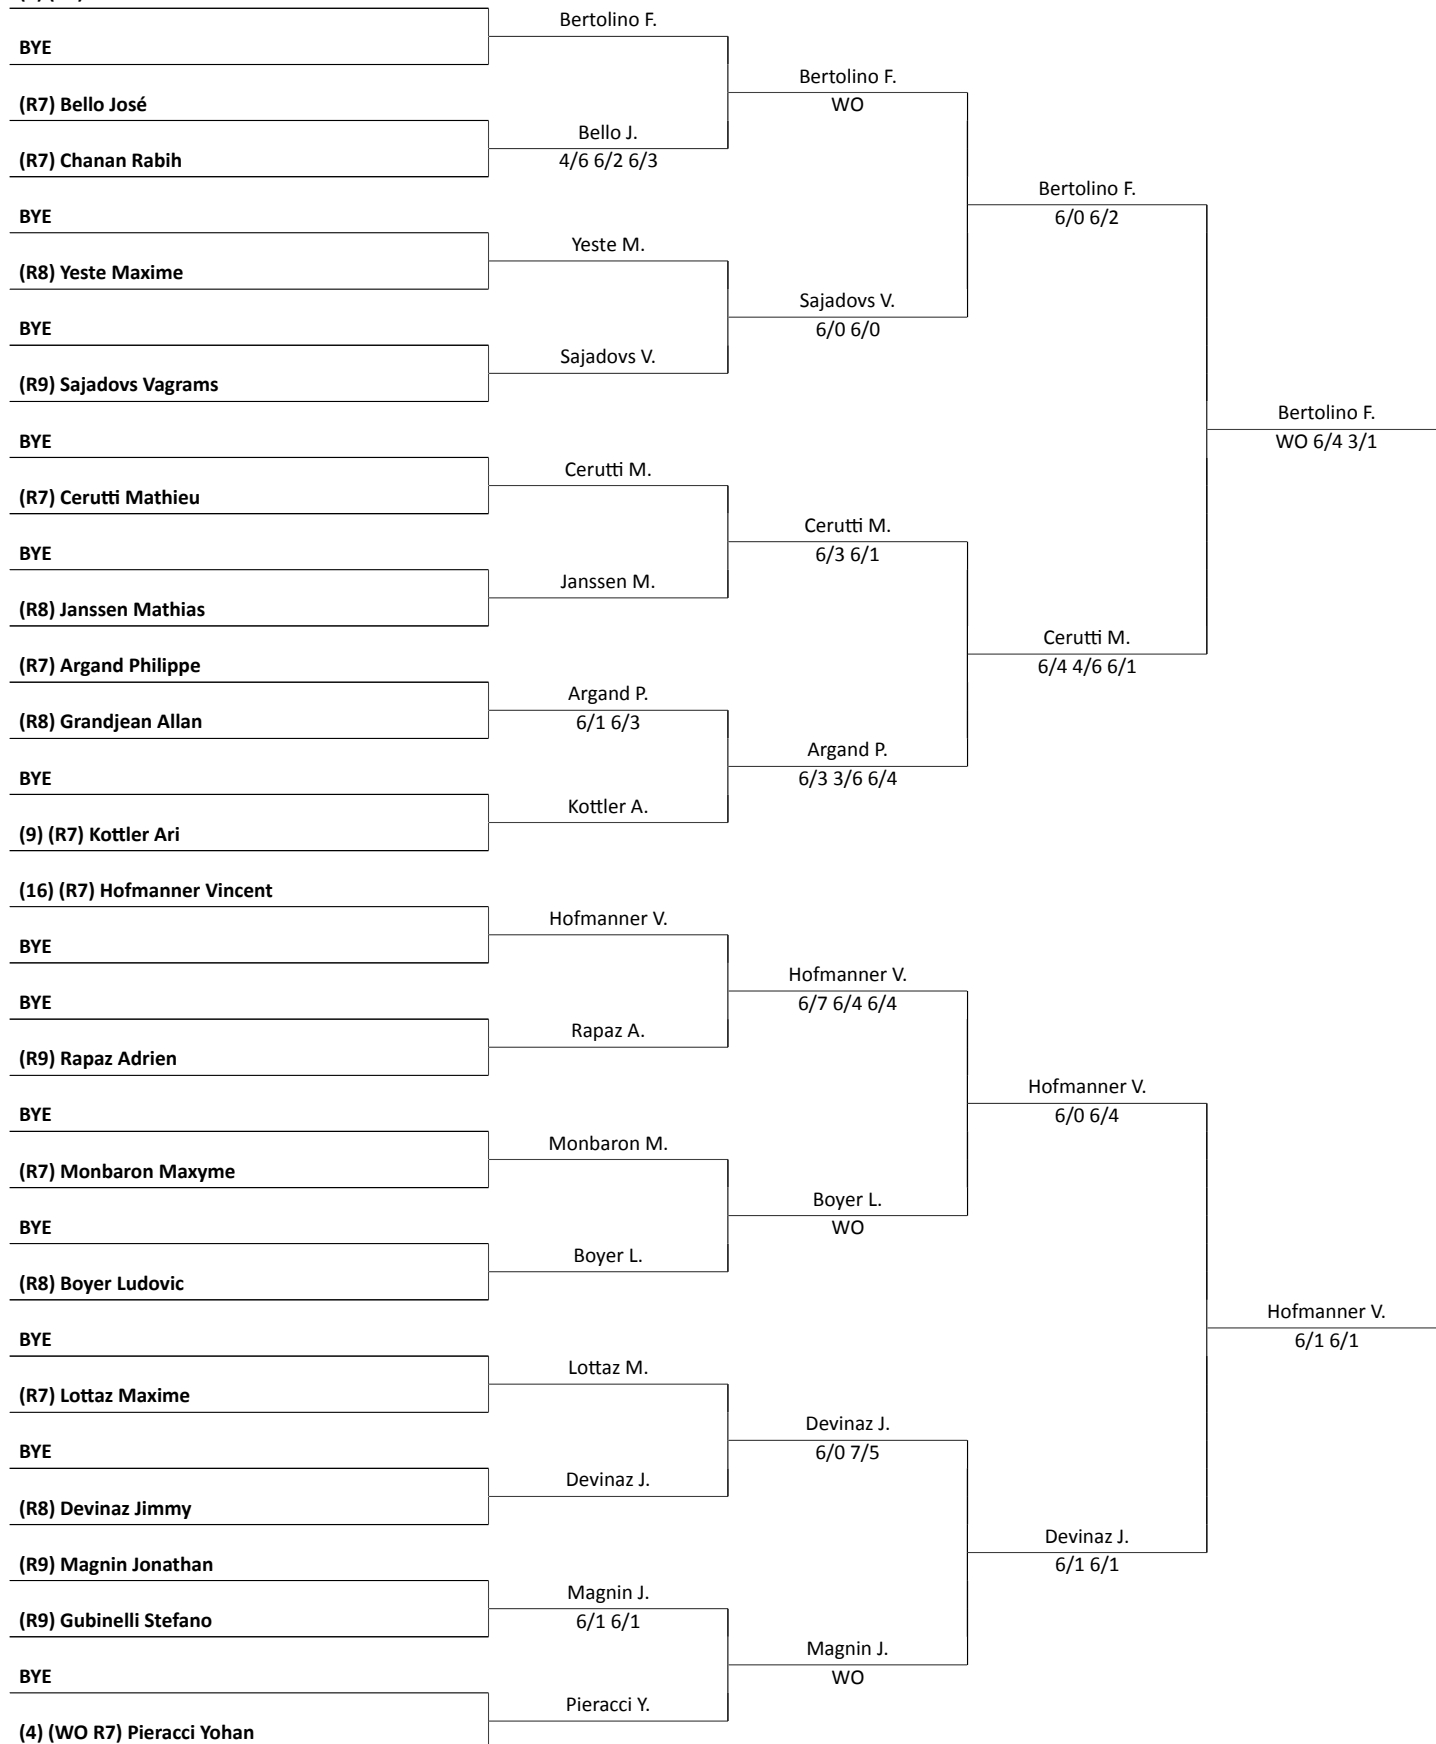 Bertolino F.
BYE
Bertolino F.
(R7) Bello José
WO
Bello J.
(R7) Chanan Rabih
4/6 6/2 6/3
Bertolino F.
BYE
6/0 6/2
Yeste M.
(R8) Yeste Maxime
Sajadovs V.
BYE
6/0 6/0
Sajadovs V.
(R9) Sajadovs Vagrams
Bertolino F.
BYE
WO 6/4 3/1
Cerutti M.
(R7) Cerutti Mathieu
Cerutti M.
BYE
6/3 6/1
Janssen M.
(R8) Janssen Mathias
Cerutti M.
(R7) Argand Philippe
6/4 4/6 6/1
Argand P.
(R8) Grandjean Allan
6/1 6/3
Argand P.
BYE
6/3 3/6 6/4
Kottler A.
(9) (R7) Kottler Ari
(16) (R7) Hofmanner Vincent
Hofmanner V.
BYE
Hofmanner V.
BYE
6/7 6/4 6/4
Rapaz A.
(R9) Rapaz Adrien
Hofmanner V.
BYE
6/0 6/4
Monbaron M.
(R7) Monbaron Maxyme
Boyer L.
BYE
WO
Boyer L.
(R8) Boyer Ludovic
Hofmanner V.
BYE
6/1 6/1
Lottaz M.
(R7) Lottaz Maxime
Devinaz J.
BYE
6/0 7/5
Devinaz J.
(R8) Devinaz Jimmy
Devinaz J.
(R9) Magnin Jonathan
6/1 6/1
Magnin J.
(R9) Gubinelli Stefano
6/1 6/1
Magnin J.
BYE
WO
Pieracci Y.
(4) (WO R7) Pieracci Yohan